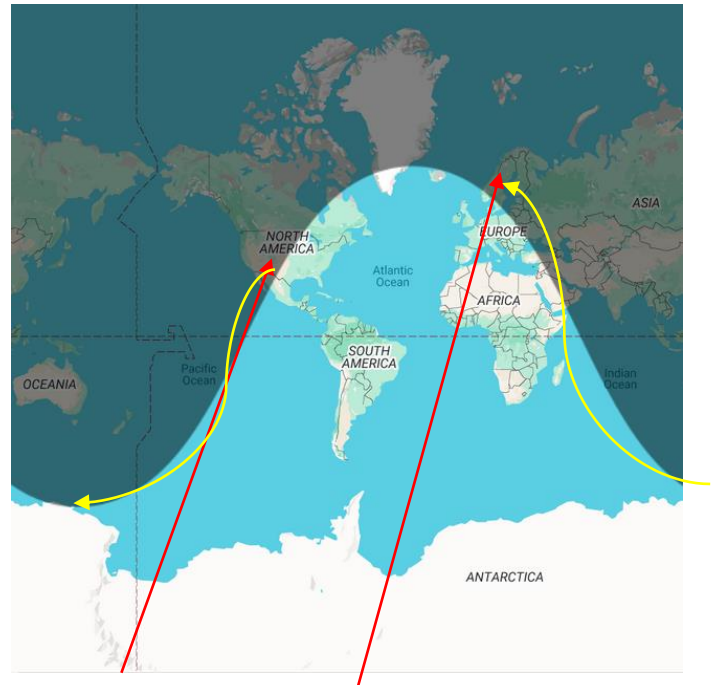 ASIA
NORTH
AMERICA
EUROPE
Atlantic
Ocean
AFRICA
Pacific
Ocean
SOUTH
AMERICA
OCEANIA
Indian
Ocean
ANTARCTICA